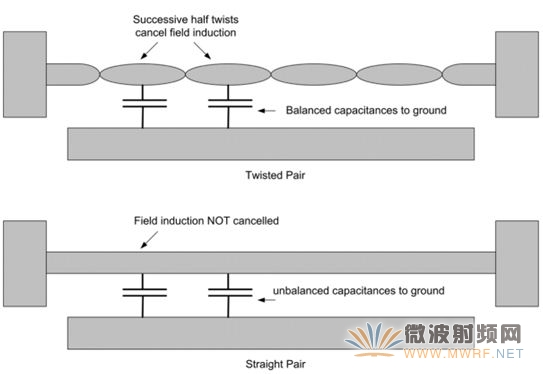 Successive half twists
cancel field induction
Balanced capacitances to ground
Twisted Pair
Field induction NOT cancelled
unbalanced capacitances to ground
Straight Pair
微波射频网
WWW.MWRF.NET